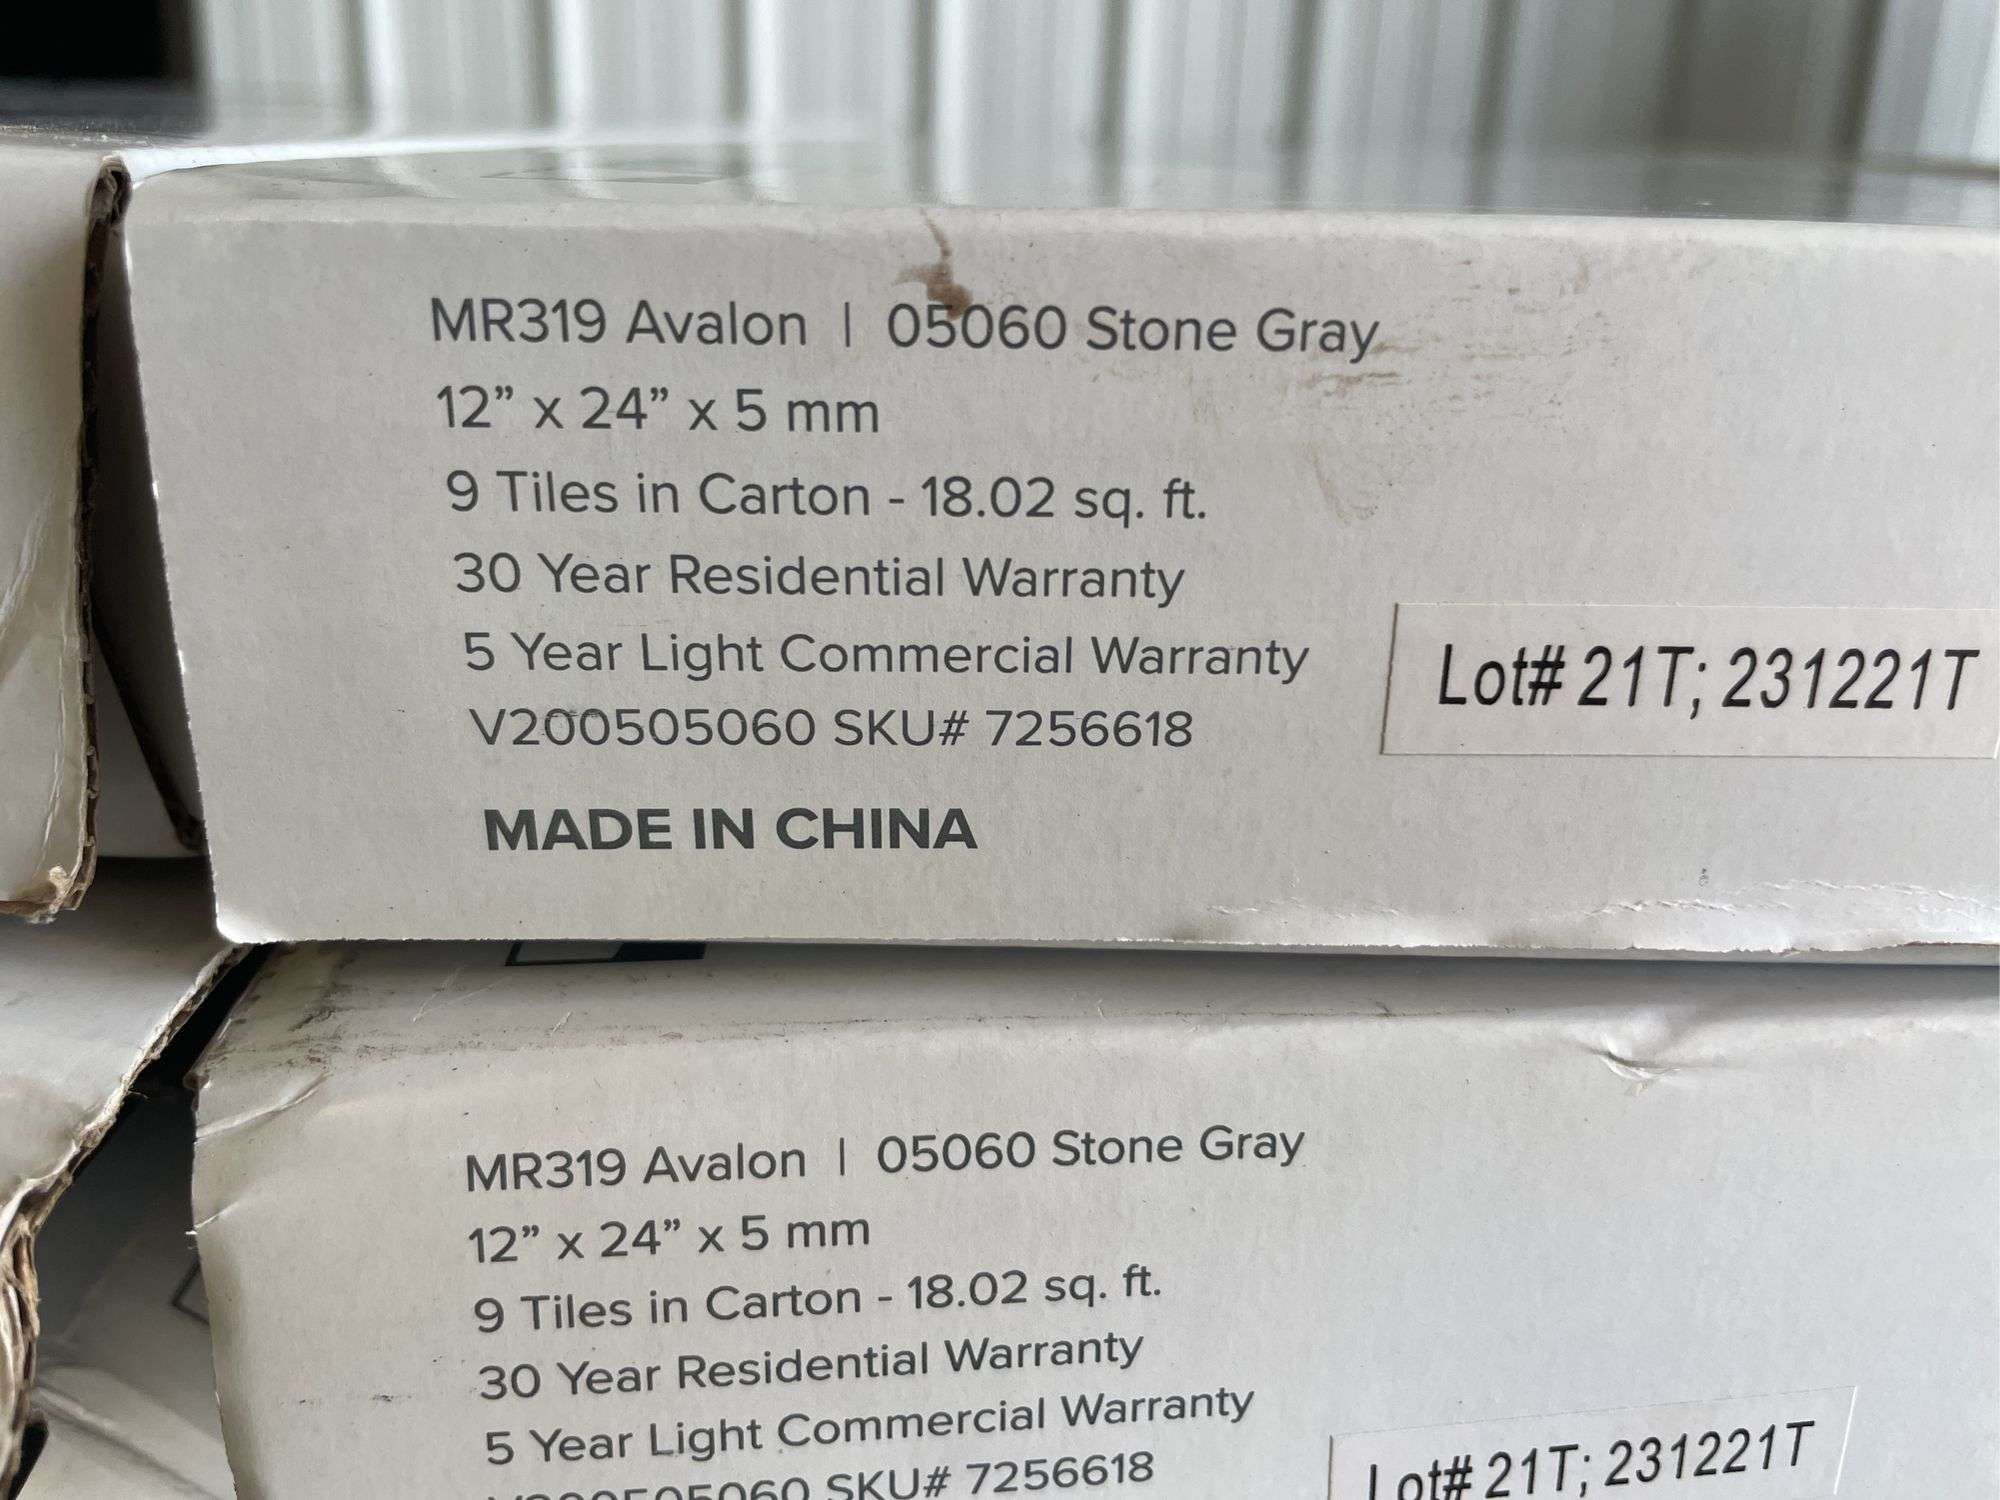 MR319 Avalon | 05060 Stone Gray
12” x 24” x 5 mm
9 Tiles in Carton - 18.02 sq. ft.
30 Year Residential Warranty
5 Year Light Commercial Warranty
Lot# 21T; 231221T
V200505060 SKU# 7256618
MADE IN CHINA
MR319 Avalon | 05060 Stone Gray
12” x 24” x 5 mm
9 Tiles in Carton - 18.02 sq. ft.
30 Year Residential Warranty
5 Year Light Commercial Warranty
Lot# 21T; 231221T
V200505060 SKU# 7256618